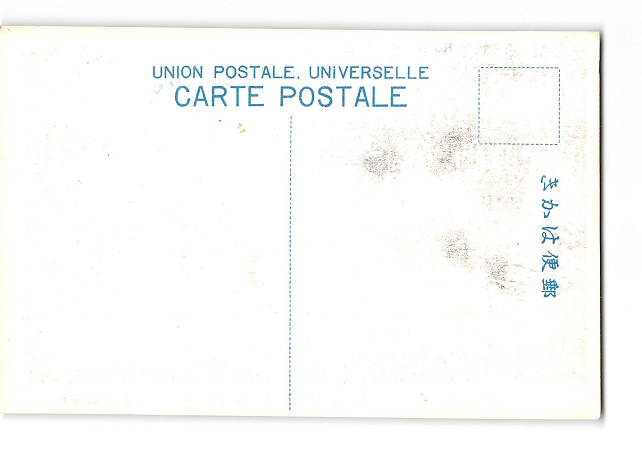 UNION POSTALE. UNIVERSELLE
CARTE POSTALE
きかは便郵